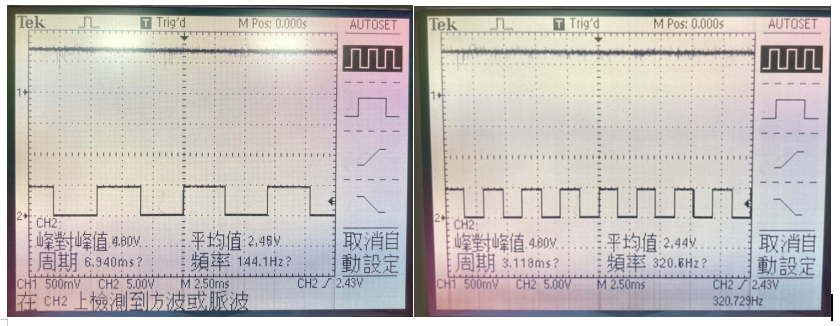 Tek
T Trig'd
M Pos: 0.000s
AUTOSET
1
2
CH2:
峰對峰值 4.80V
平均值 2.45V
周期 6.940ms?
頻率 144.1Hz?
取消自
動設定
CH1 500mV
CH2 5.00V
M 2.50ms
CH2 2.43V
在 CH2 上檢測到方波或脈波
Tek
T Trig'd
M Pos: 0.000s
AUTOSET
1
2
CH2:
峰對峰值 4.80V
平均值 2.44V
周期 3.118ms?
頻率 320.6Hz?
取消自
動設定
CH1 500mV
CH2 5.00V
M 2.50ms
CH2 2.43V
320.729Hz